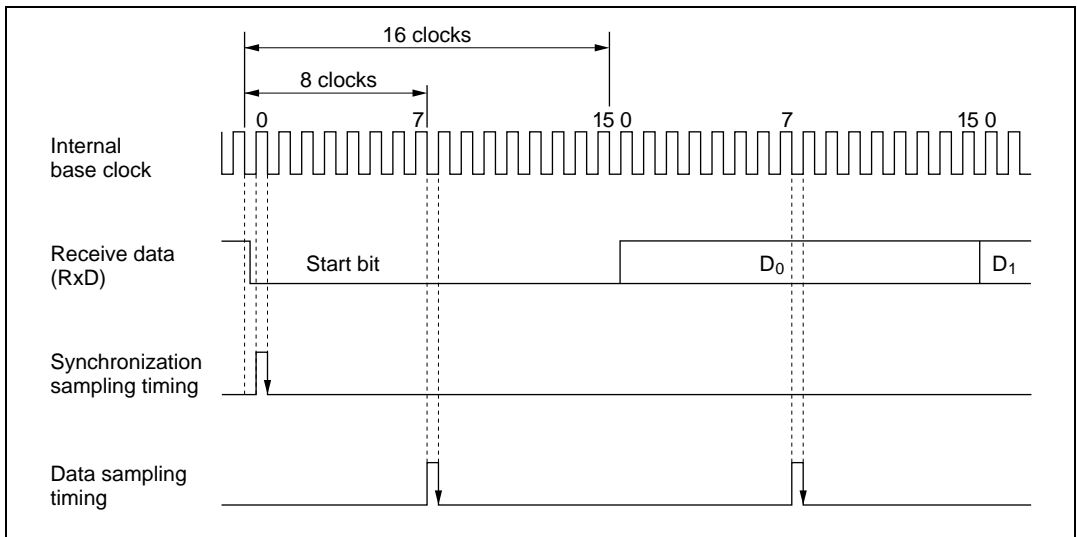 16 clocks
8 clocks
0 7 15 0 7 15 0
Internal
base clock
Receive data
(RxD)
Start bit D₀ D₁
Synchronization
sampling timing
Data sampling
timing